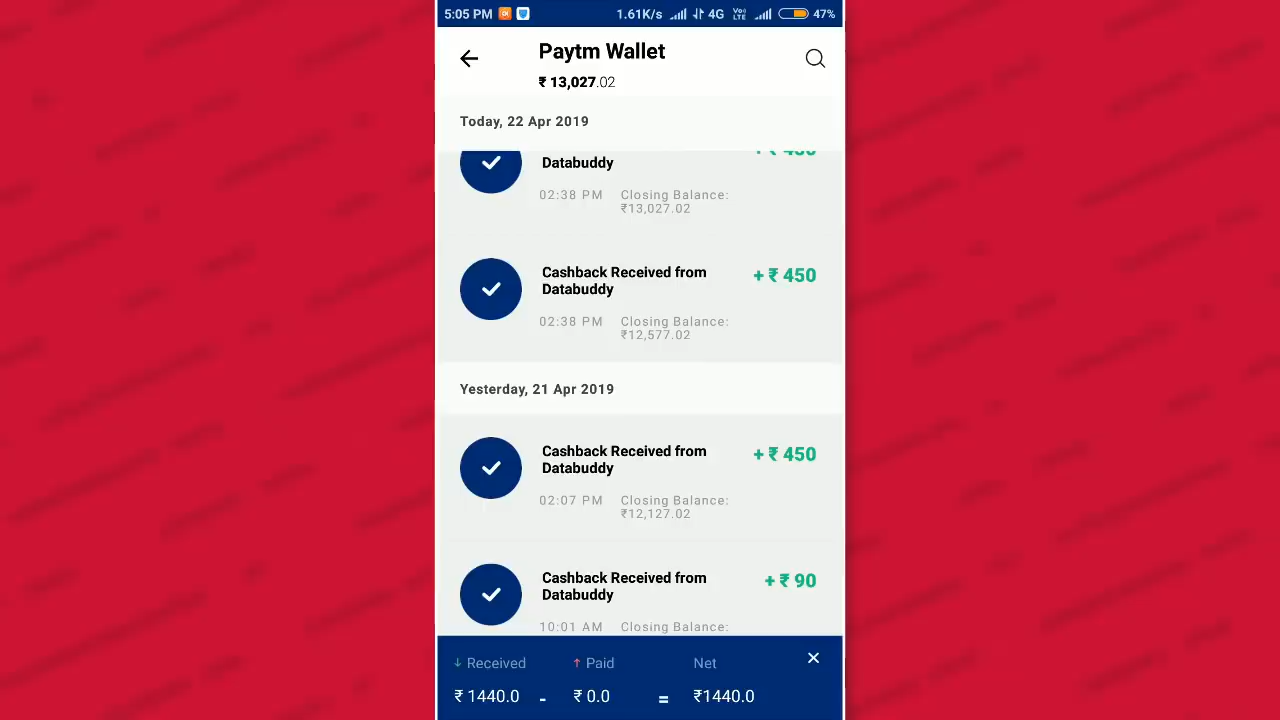 5:05 PM 1.61K/s 4G Vo) LTE 47%
Paytm Wallet
₹ 13,027.02
Today, 22 Apr 2019
+ ₹ 450
Databuddy
02:38 PM Closing Balance:
₹13,027.02
Cashback Received from
Databuddy
+ ₹ 450
02:38 PM Closing Balance:
₹12,577.02
Yesterday, 21 Apr 2019
Cashback Received from
Databuddy
+ ₹ 450
02:07 PM Closing Balance:
₹12,127.02
Cashback Received from
Databuddy
+ ₹ 90
10:01 AM Closing Balance:
↓ Received ↑ Paid Net
₹ 1440.0 - ₹ 0.0 = ₹1440.0